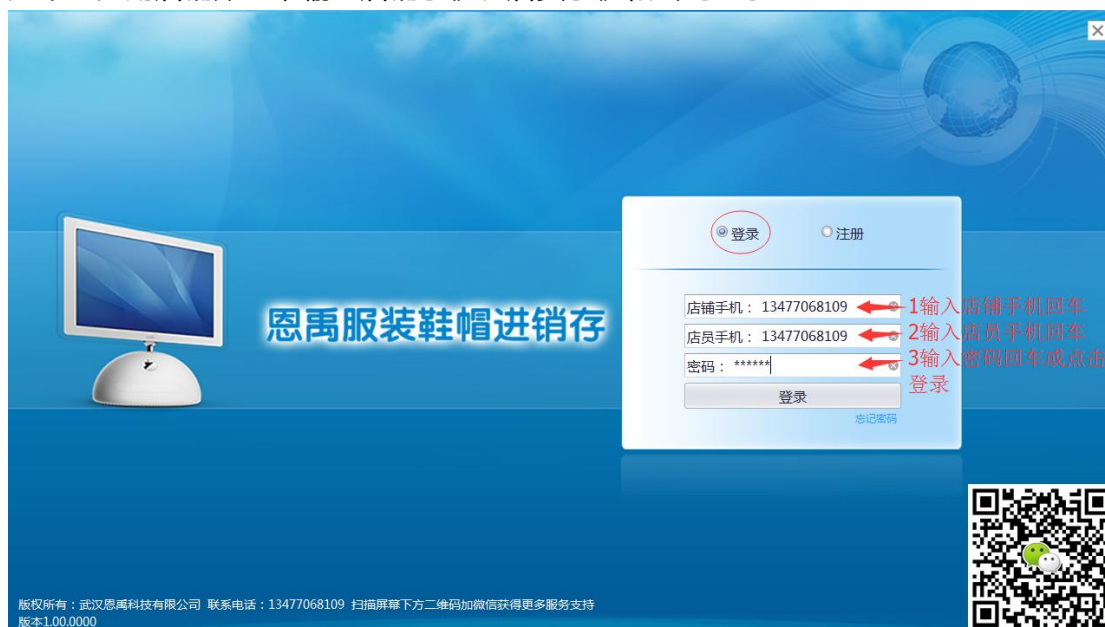 登录 注册
恩禹服装鞋帽进销存
店铺手机： 13477068109 1输入店铺手机回车
店员手机： 13477068109 2输入店员手机回车
密码： ****** 3输入密码回车或点击
登录
登录
忘记密码
版权所有：武汉恩禹科技有限公司 联系电话：13477068109 扫描屏幕下方二维码加微信获得更多服务支持
版本1.00.0000